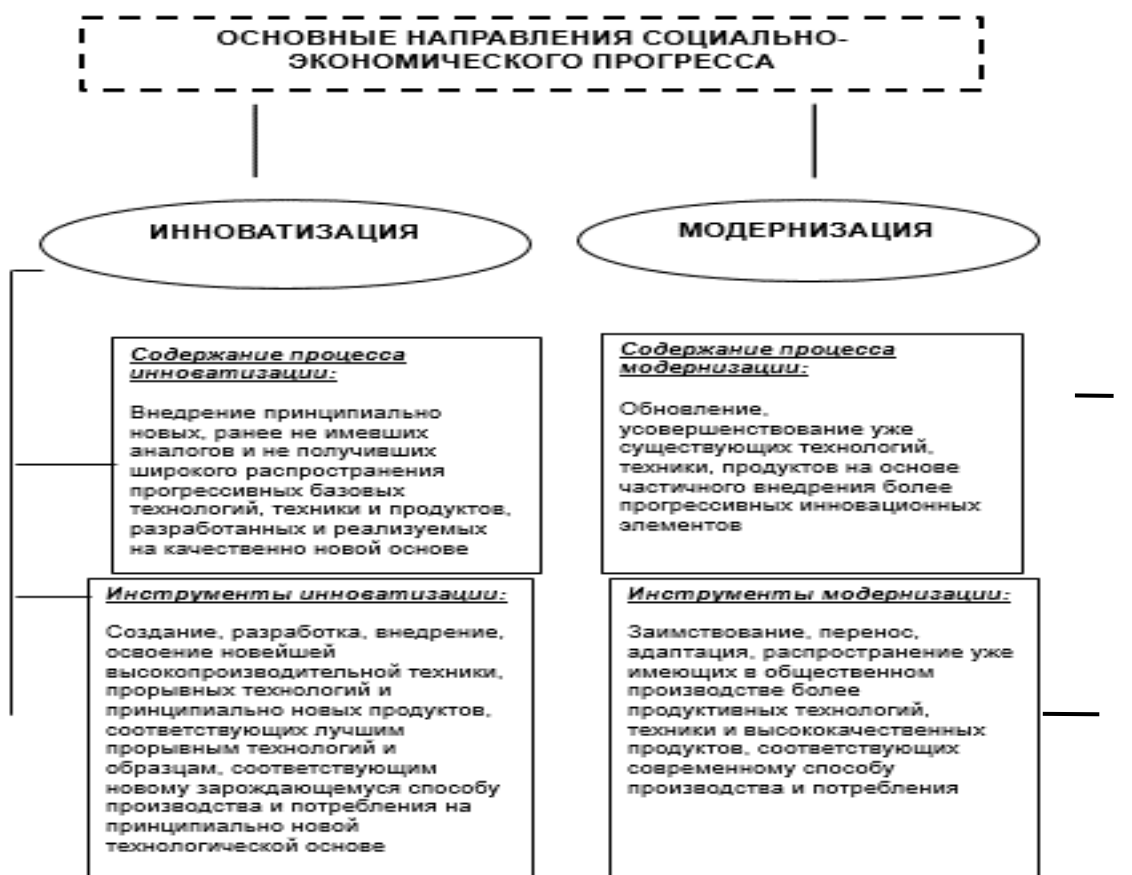 ОСНОВНЫЕ НАПРАВЛЕНИЯ СОЦИАЛЬНО-
ЭКОНОМИЧЕСКОГО ПРОГРЕССА
ИННОВАТИЗАЦИЯ
МОДЕРНИЗАЦИЯ
Содержание процесса
инноватизации:
Внедрение принципиально
новых, ранее не имевших
аналогов и не получивших
широкого распространения
прогрессивных базовых
технологий, техники и продуктов,
разработанных и реализуемых
на качественно новой основе
Содержание процесса
модернизации:
Обновление,
усовершенствование уже
существующих технологий,
техники, продуктов на основе
частичного внедрения более
прогрессивных инновационных
элементов
Инструменты инноватизации:
Создание, разработка, внедрение,
освоение новейшей
высокопроизводительной техники,
прорывных технологий и
принципиально новых продуктов,
соответствующих лучшим
прорывным технологий и
образцам, соответствующим
новому зарождающемуся способу
производства и потребления на
принципиально новой
технологической основе
Инструменты модернизации:
Заимствование, перенос,
адаптация, распространение уже
имеющих в общественном
производстве более
продуктивных технологий,
техники и высококачественных
продуктов, соответствующих
современному способу
производства и потребления